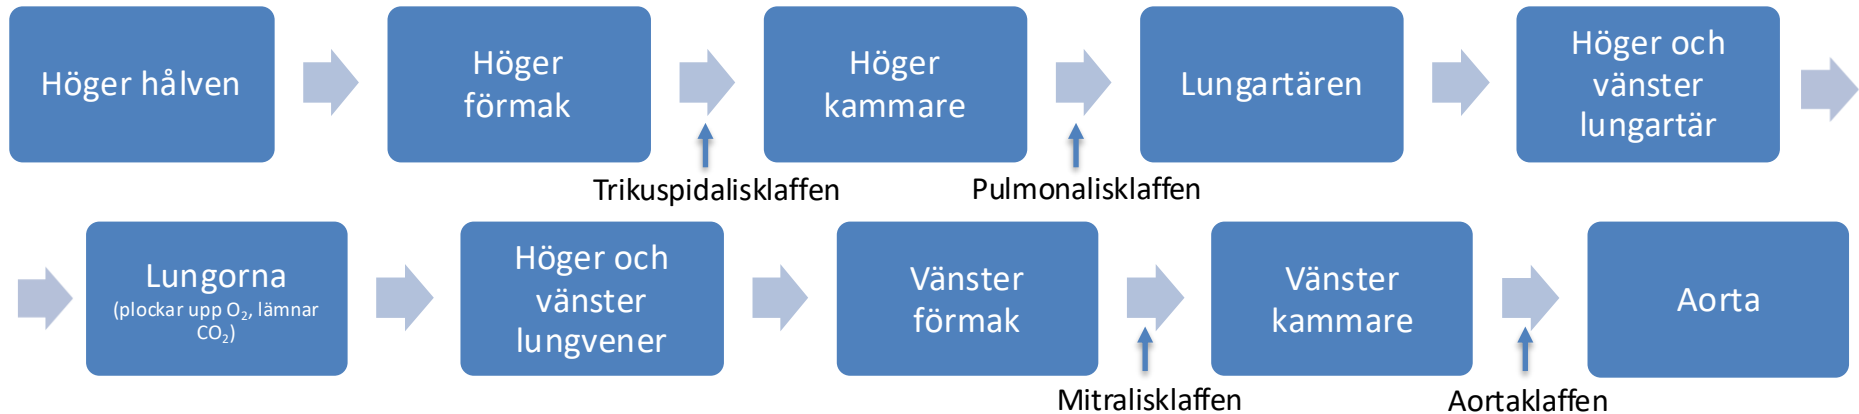 Höger hålven
Höger
förmak
Höger
kammare
Lungartären
Höger och
vänster
lungartär
Trikuspidalisklaffen
Pulmonalisklaffen
Lungorna
(plockar upp O₂, lämnar
CO₂)
Höger och
vänster
lungvener
Vänster
förmak
Vänster
kammare
Aorta
Mitralisklaffen
Aortaklaffen